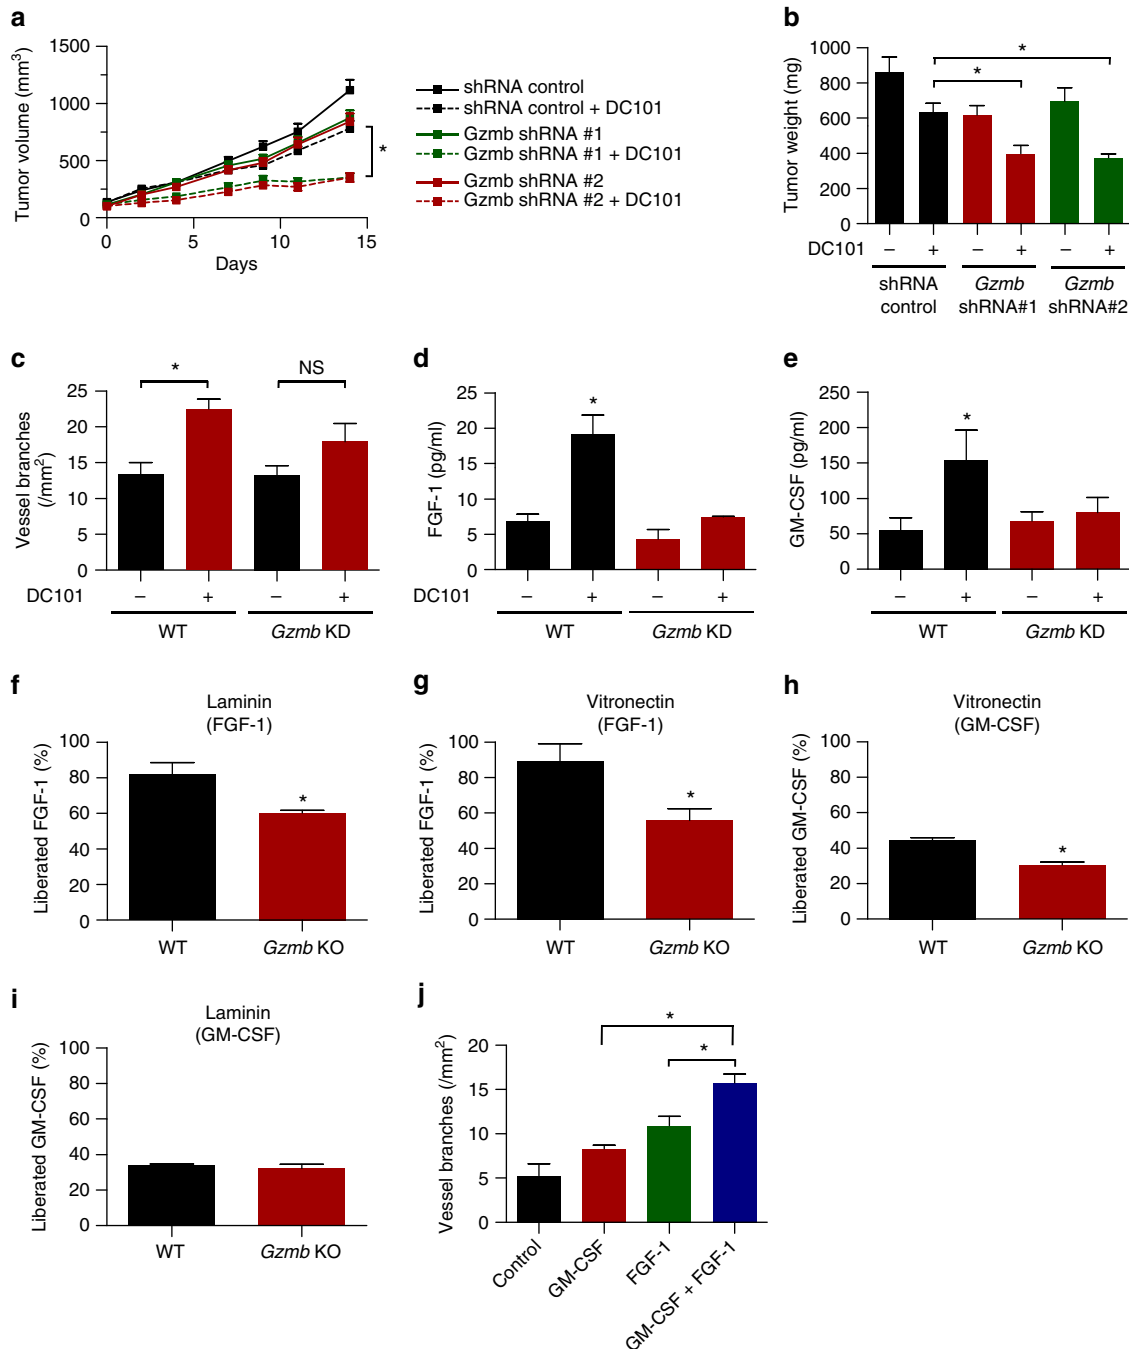 a
Tumor volume (mm3)
1500
1000
500
0
0 5 10 15
Days
shRNA control
shRNA control + DC101
Gzmb shRNA #1
Gzmb shRNA #1 + DC101
Gzmb shRNA #2
Gzmb shRNA #2 + DC101
*
b
Tumor weight (mg)
1000
800
600
400
200
0
*
*
DC101 – + – + – +
shRNA control
Gzmb shRNA#1
Gzmb shRNA#2
c
Vessel branches
(/mm2)
25
20
15
10
5
0
* NS
DC101 – + – +
WT Gzmb KD
d
FGF-1 (pg/ml)
25
20
15
10
5
0
*
DC101 – + – +
WT Gzmb KD
e
GM-CSF (pg/ml)
250
200
150
100
50
0
*
– + – +
WT Gzmb KD
f
Laminin
(FGF-1)
Liberated FGF-1 (%)
100
80
60
40
20
0
*
WT Gzmb KO
g
Vitronectin
(FGF-1)
Liberated FGF-1 (%)
100
80
60
40
20
0
*
WT Gzmb KO
h
Vitronectin
(GM-CSF)
Liberated GM-CSF (%)
100
80
60
40
20
0
*
WT Gzmb KO
i
Laminin
(GM-CSF)
Liberated GM-CSF (%)
100
80
60
40
20
0
WT Gzmb KO
j
Vessel branches (/mm2)
20
15
10
5
0
*
*
Control
GM-CSF
FGF-1
GM-CSF + FGF-1